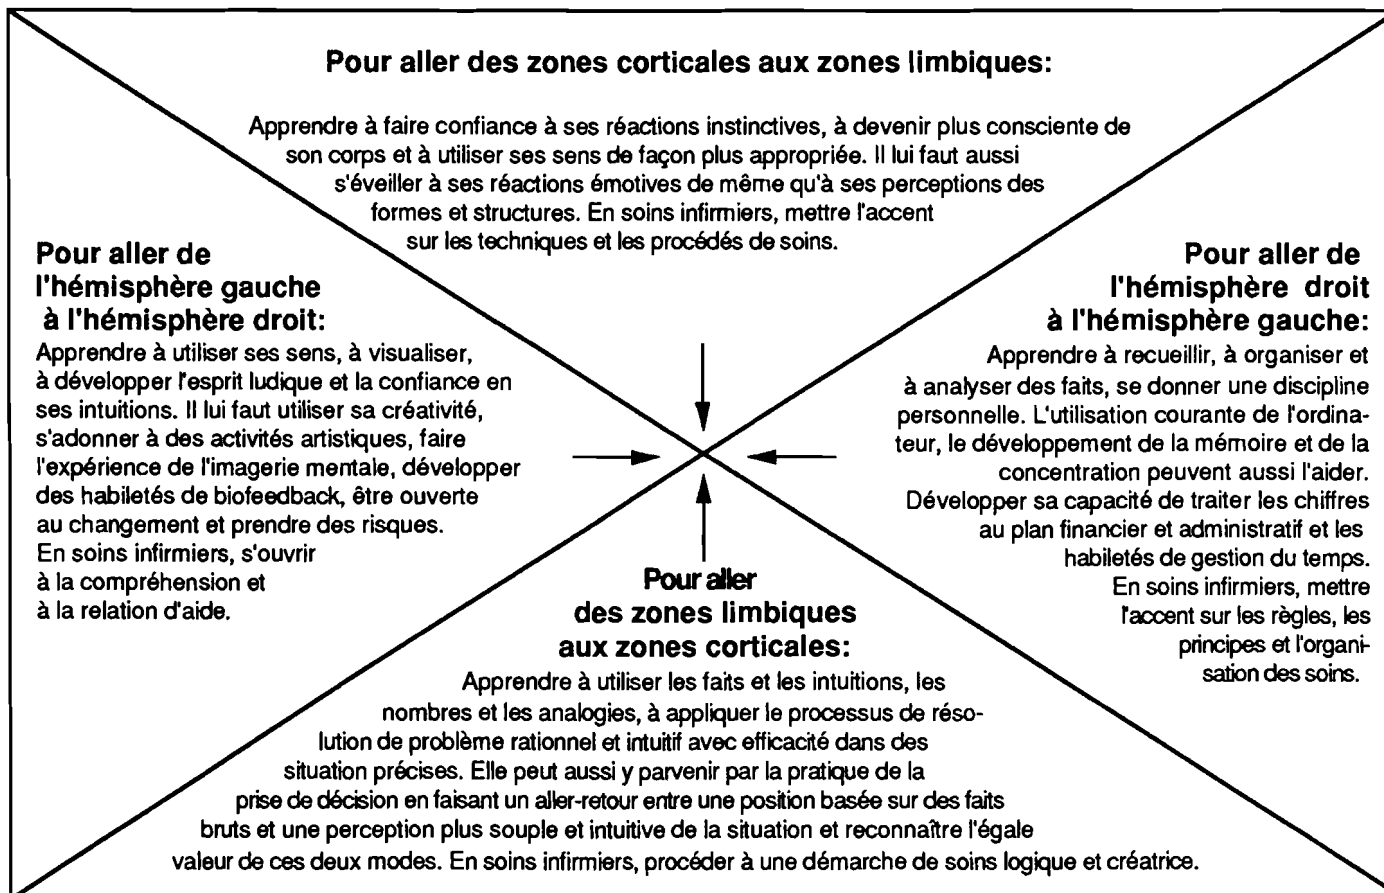 Pour aller des zones corticales aux zones limbiques:
Apprendre à faire confiance à ses réactions instinctives, à devenir plus consciente de
son corps et à utiliser ses sens de façon plus appropriée. Il lui faut aussi
s'éveiller à ses réactions émotives de même qu'à ses perceptions des
formes et structures. En soins infirmiers, mettre l'accent
sur les techniques et les procédés de soins.
Pour aller de
l'hémisphère gauche
à l'hémisphère droit:
Apprendre à utiliser ses sens, à visualiser,
à développer l'esprit ludique et la confiance en
ses intuitions. Il lui faut utiliser sa créativité,
s'adonner à des activités artistiques, faire
l'expérience de l'imagerie mentale, développer
des habiletés de biofeedback, être ouverte
au changement et prendre des risques.
En soins infirmiers, s'ouvrir
à la compréhension et
à la relation d'aide.
Pour aller de
l'hémisphère droit
à l'hémisphère gauche:
Apprendre à recueillir, à organiser et
à analyser des faits, se donner une discipline
personnelle. L'utilisation courante de l'ordina-
teur, le développement de la mémoire et de la
concentration peuvent aussi l'aider.
Développer sa capacité de traiter les chiffres
au plan financier et administratif et les
habiletés de gestion du temps.
En soins infirmiers, mettre
l'accent sur les règles, les
principes et l'organi-
sation des soins.
Pour aller
des zones limbiques
aux zones corticales:
Apprendre à utiliser les faits et les intuitions, les
nombres et les analogies, à appliquer le processus de réso-
lution de problème rationnel et intuitif avec efficacité dans des
situation précises. Elle peut aussi y parvenir par la pratique de la
prise de décision en faisant un aller-retour entre une position basée sur des faits
bruts et une perception plus souple et intuitive de la situation et reconnaître l'égale
valeur de ces deux modes. En soins infirmiers, procéder à une démarche de soins logique et créatrice.